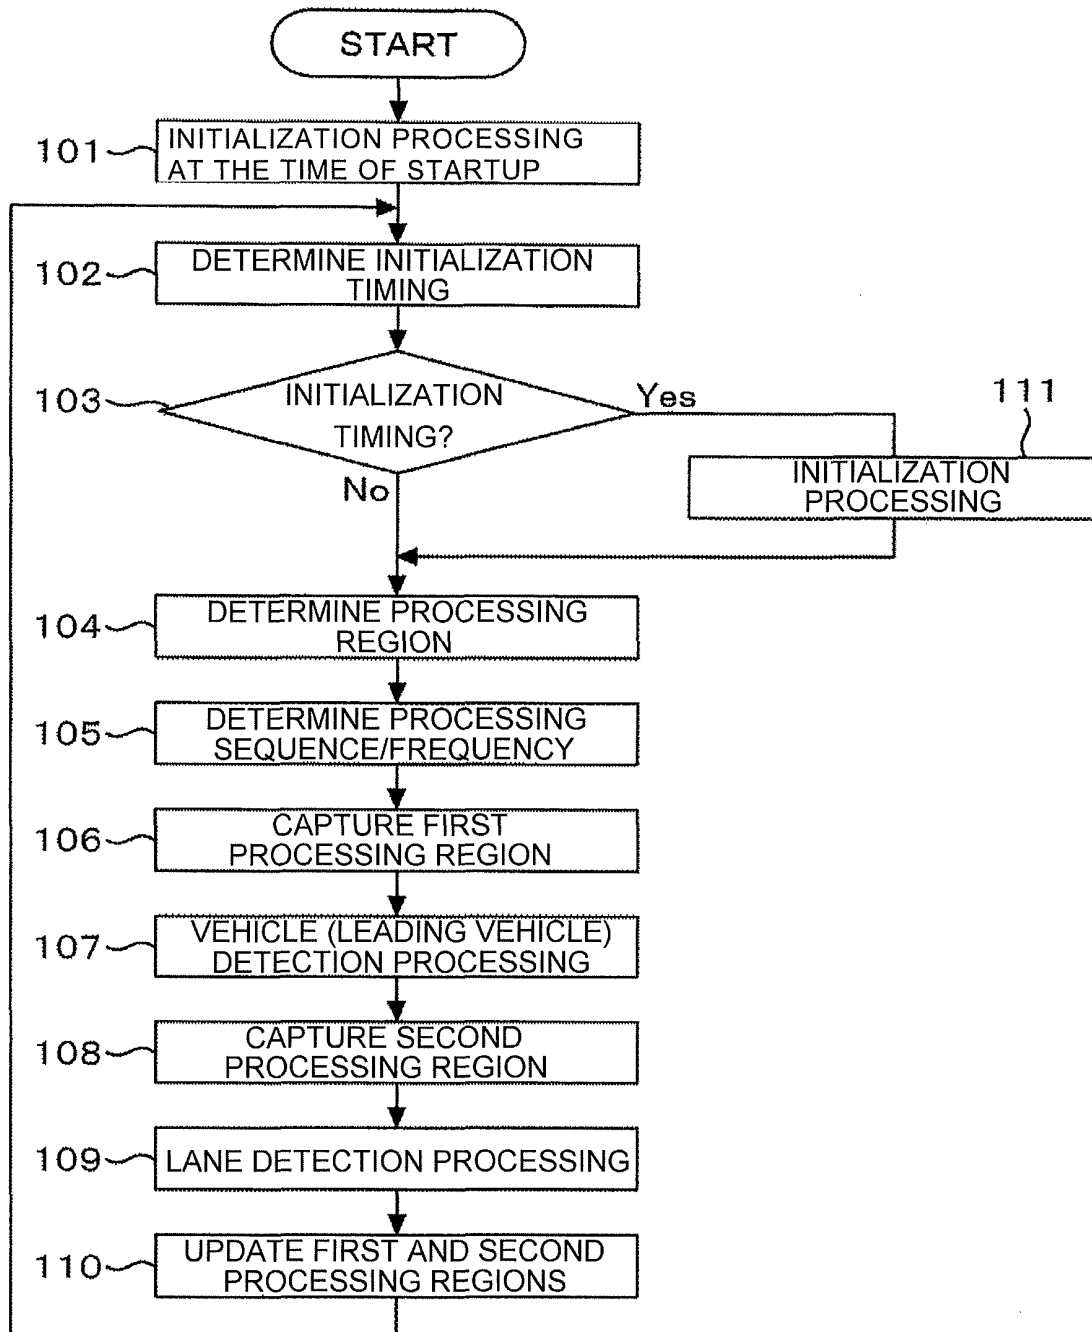 START
101
INITIALIZATION PROCESSING
AT THE TIME OF STARTUP
102
DETERMINE INITIALIZATION
TIMING
103
INITIALIZATION
TIMING?
Yes
No
111
INITIALIZATION
PROCESSING
104
DETERMINE PROCESSING
REGION
105
DETERMINE PROCESSING
SEQUENCE/FREQUENCY
106
CAPTURE FIRST
PROCESSING REGION
107
VEHICLE (LEADING VEHICLE)
DETECTION PROCESSING
108
CAPTURE SECOND
PROCESSING REGION
109
LANE DETECTION PROCESSING
110
UPDATE FIRST AND SECOND
PROCESSING REGIONS